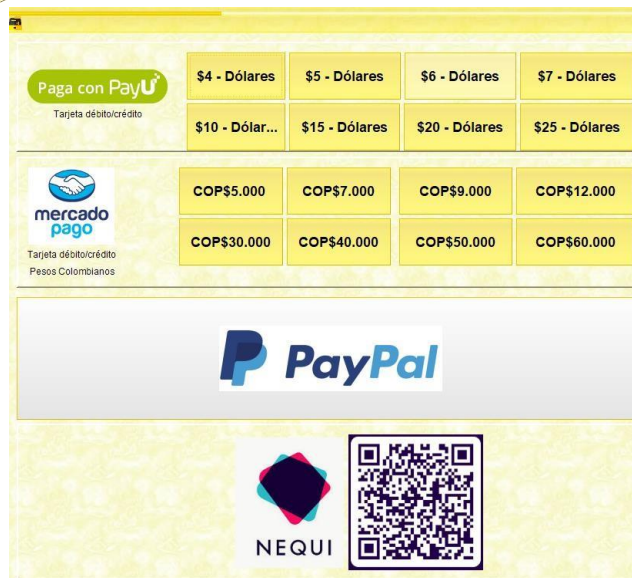 Paga con PayU
Tarjeta débito/crédito
$4 - Dólares
$5 - Dólares
$6 - Dólares
$7 - Dólares
$10 - Dólar...
$15 - Dólares
$20 - Dólares
$25 - Dólares
mercado
pago
Tarjeta débito/crédito
Pesos Colombianos
COP$5.000
COP$7.000
COP$9.000
COP$12.000
COP$30.000
COP$40.000
COP$50.000
COP$60.000
PayPal
NEQUI